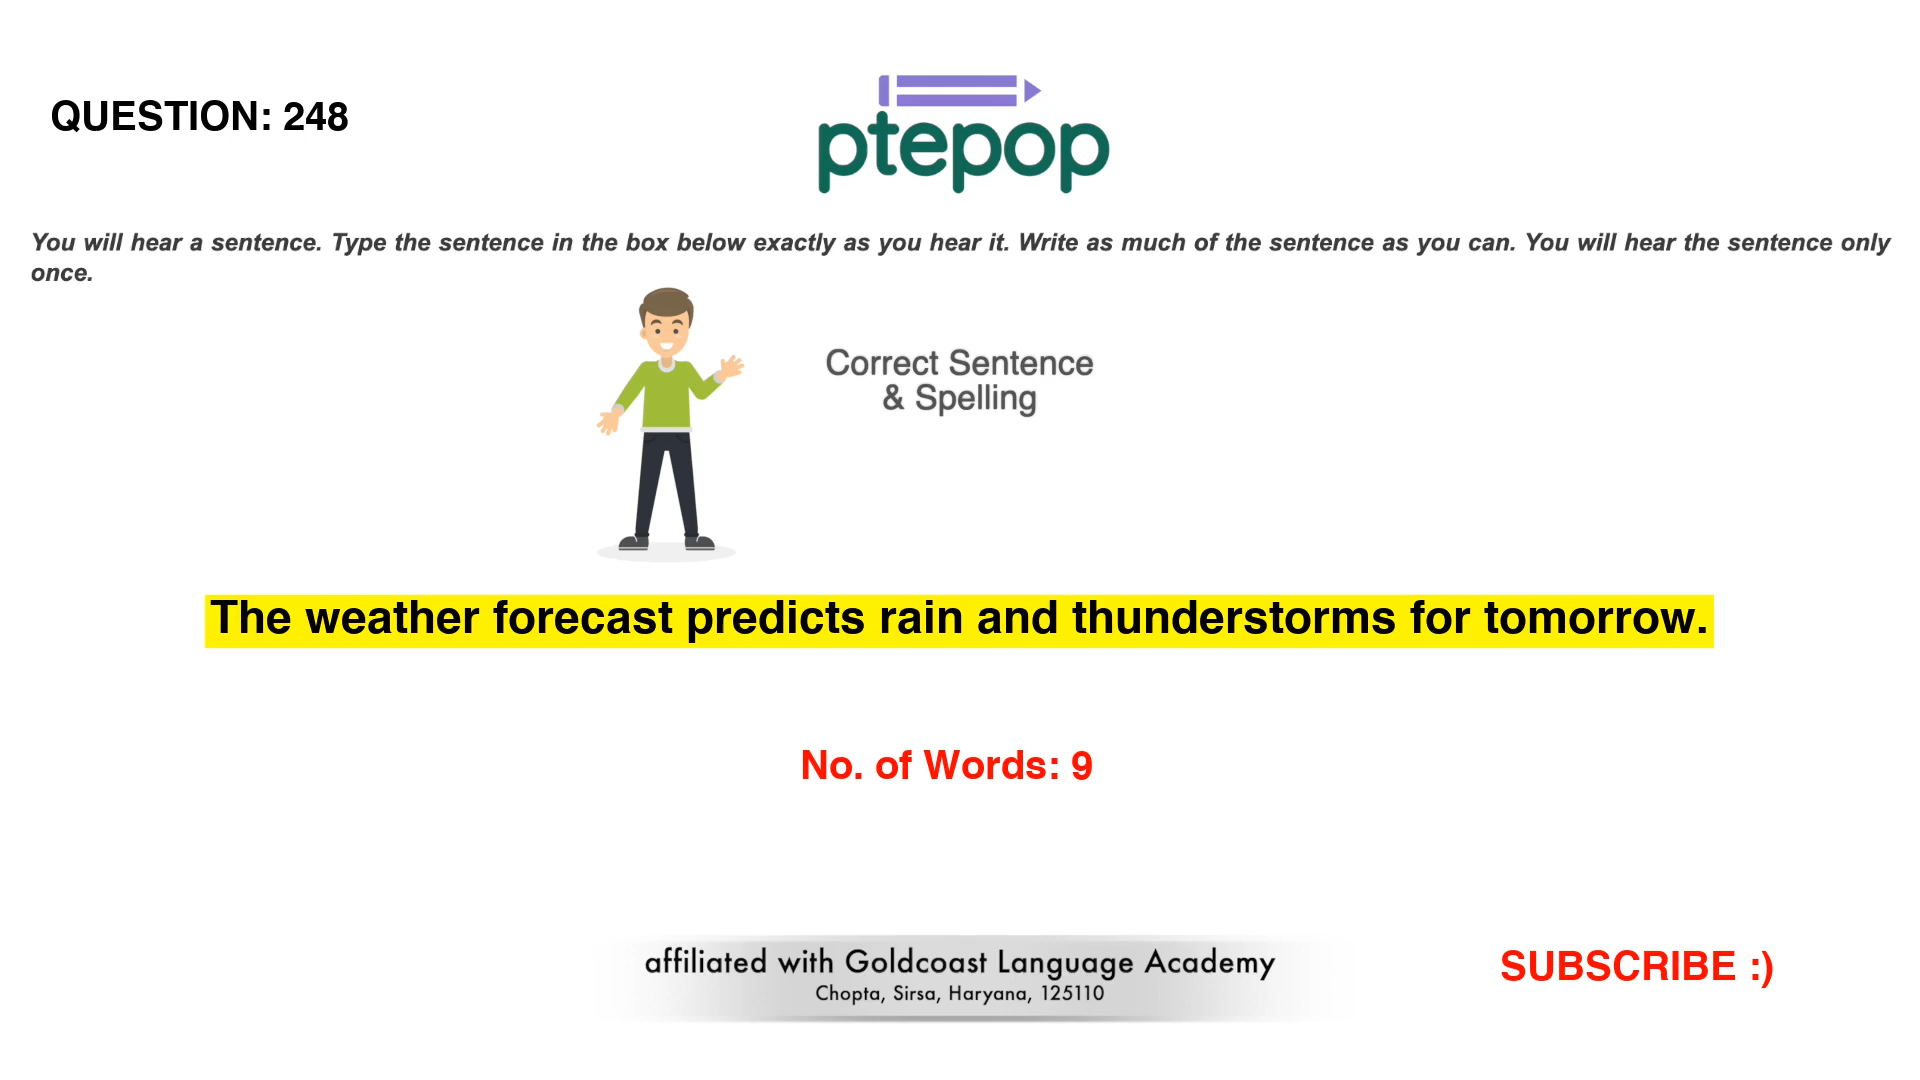 QUESTION: 248
ptepop
You will hear a sentence. Type the sentence in the box below exactly as you hear it. Write as much of the sentence as you can. You will hear the sentence only
once.
Correct Sentence
& Spelling
The weather forecast predicts rain and thunderstorms for tomorrow.
No. of Words: 9
affiliated with Goldcoast Language Academy
Chopta, Sirsa, Haryana, 125110
SUBSCRIBE :)